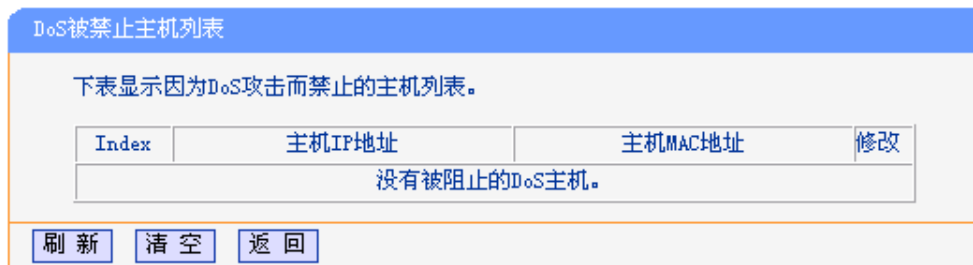 DoS被禁止主机列表
下表显示因为DoS攻击而禁止的主机列表。
Index 主机IP地址 主机MAC地址 修改
没有被阻止的DoS主机。
刷 新 清 空 返 回